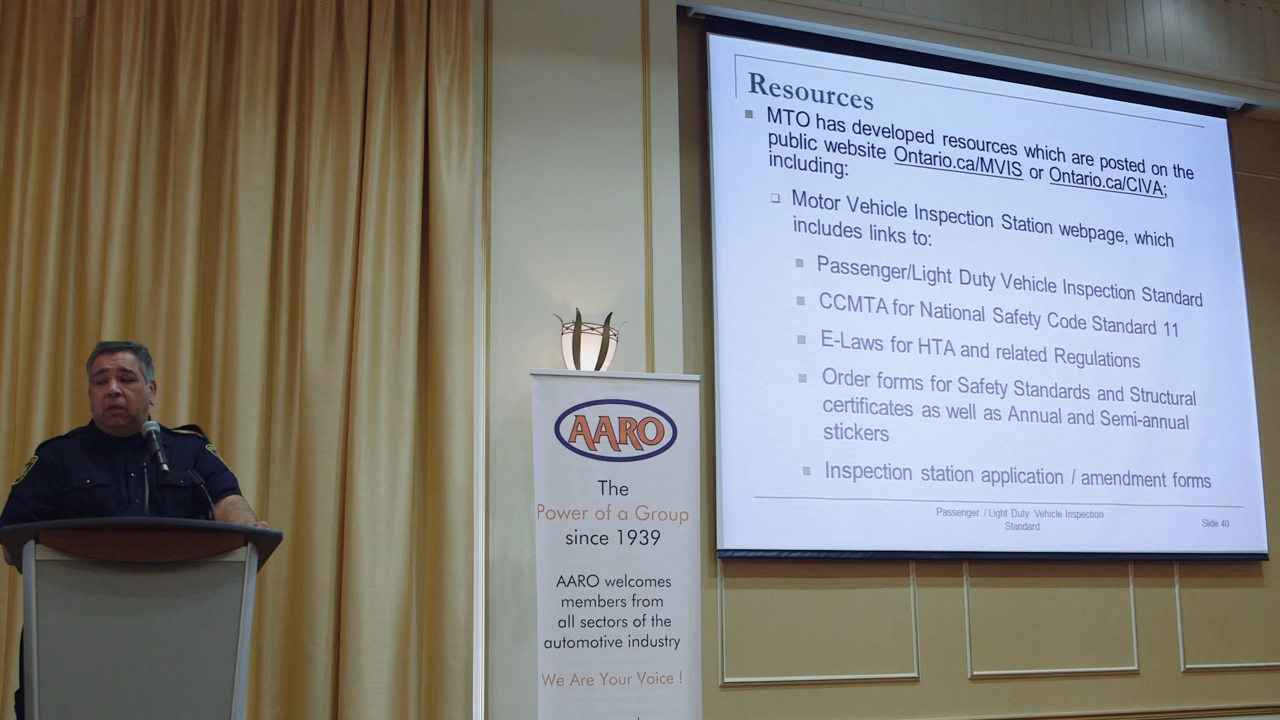 Resources
MTO has developed resources which are posted on the
public website Ontario.ca/MVIS or Ontario.ca/CIVA;
including:
Motor Vehicle Inspection Station webpage, which
includes links to:
Passenger/Light Duty Vehicle Inspection Standard
CCMTA for National Safety Code Standard 11
E-Laws for HTA and related Regulations
Order forms for Safety Standards and Structural
certificates as well as Annual and Semi-annual
stickers
Inspection station application / amendment forms
Passenger / Light Duty Vehicle Inspection
Standard
Slide 40
AARO
The
Power of a Group
since 1939
AARO welcomes
members from
all sectors of the
automotive industry
We Are Your Voice !